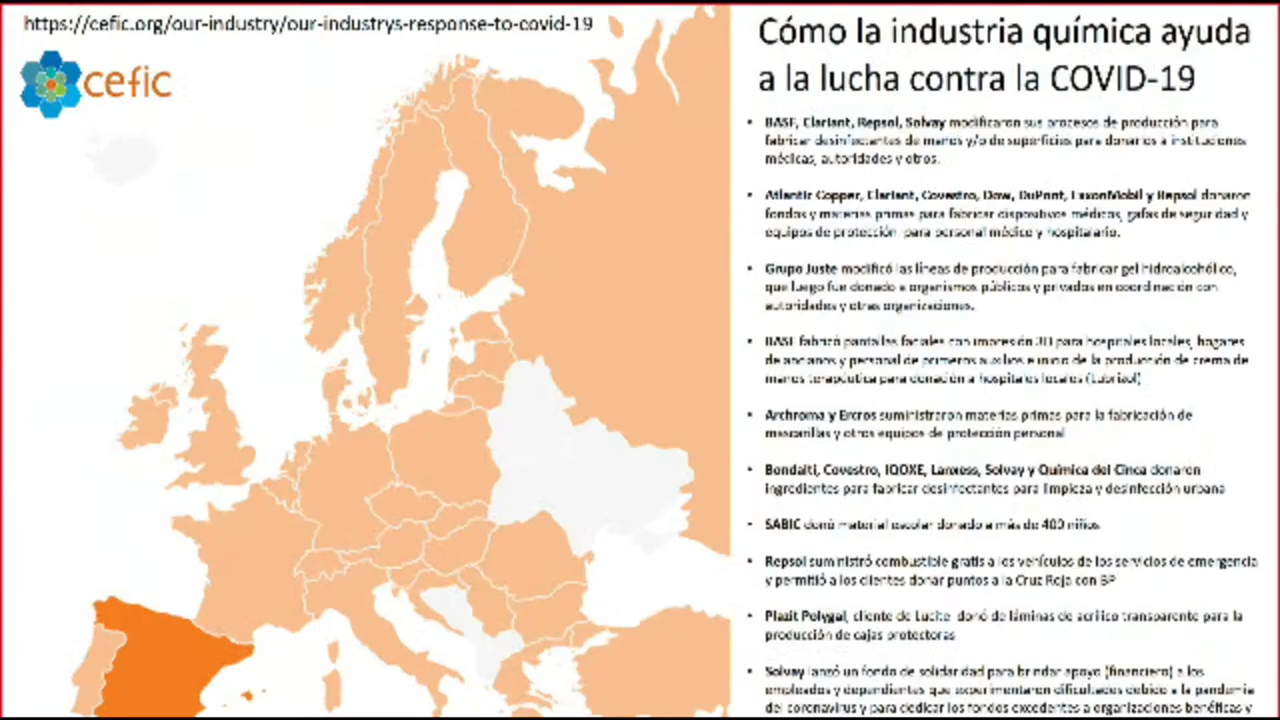 https://cefic.org/our-industry/our-industrys-response-to-covid-19
cefic
Cómo la industria química ayuda
a la lucha contra la COVID-19
• BASF, Clariant, Repsol, Solvay modificaron sus procesos de producción para
fabricar desinfectantes de manos y/o de superficies para donarlos a instituciones
médicas, autoridades y otros.
• Atlantic Copper, Clariant, Covestro, Dow, DuPont, ExxonMobil y Repsol donaron
fondos y materias primas para fabricar dispositivos médicos, gafas de seguridad y
equipos de protección para personal médico y hospitalario.
• Grupo Juste modificó las líneas de producción para fabricar gel hidroalcohólico,
que luego fue donado a organismos públicos y privados en coordinación con
autoridades y otras organizaciones.
• BASF fabricó pantallas faciales con impresión 3D para hospitales locales, hogares
de ancianos y personal de primeros auxilios e inicio de la producción de crema de
manos terapéutica para donación a hospitales locales (Lubrizol)
• Archroma y Ercros suministraron materias primas para la fabricación de
mascarillas y otros equipos de protección personal
• Bondalti, Covestro, IQOXE, Lanxess, Solvay y Química del Cinca donaron
ingredientes para fabricar desinfectantes para limpieza y desinfección urbana
• SABIC donó material escolar donado a más de 400 niños
• Repsol suministró combustible gratis a los vehículos de los servicios de emergencia
y permitió a los clientes donar puntos a la Cruz Roja con BP
• Plazit Polygal, cliente de Lucite donó de láminas de acrílico transparente para la
producción de cajas protectoras
• Solvay lanzó un fondo de solidaridad para brindar apoyo (financiero) a los
empleados y dependientes que experimentaron dificultades debido a la pandemia
del coronavirus y para dedicar los fondos excedentes a organizaciones benéficas y